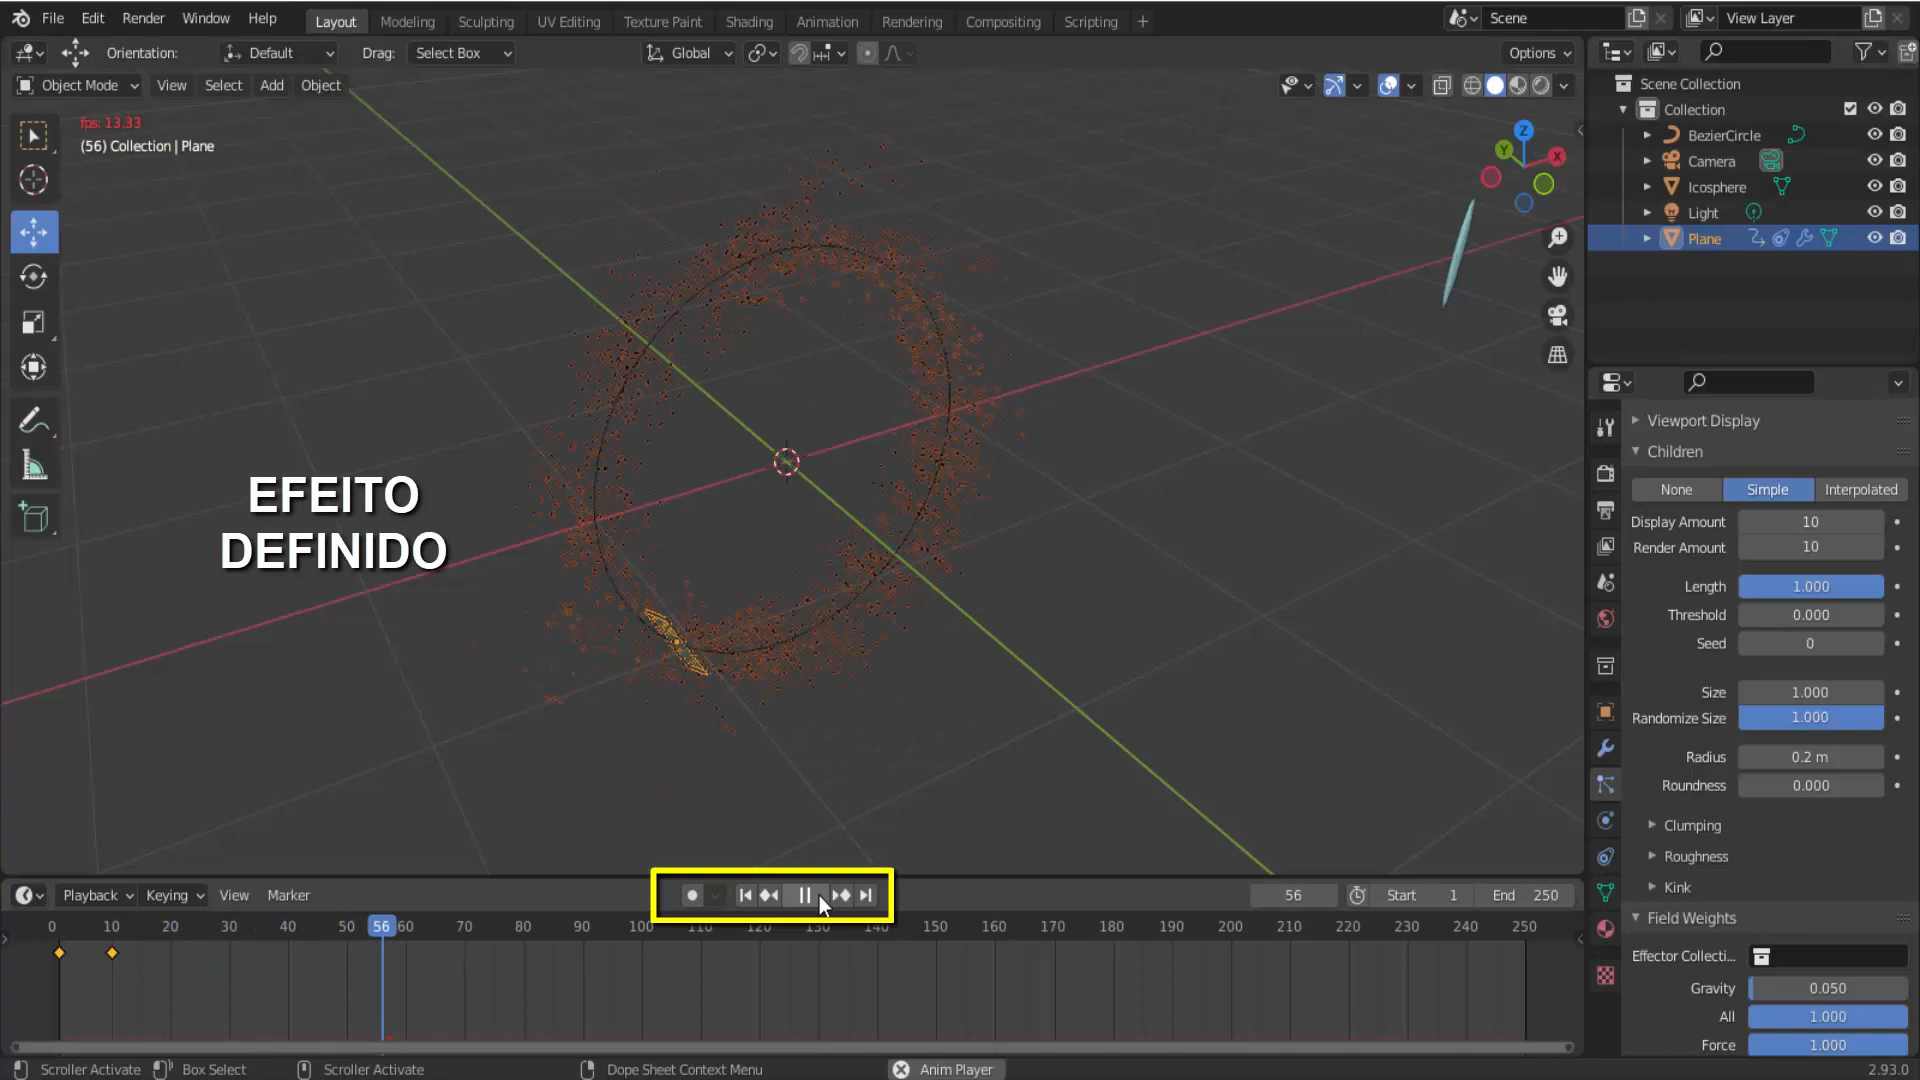 File Edit Render Window Help Layout Modeling Sculpting UV Editing Texture Paint Shading Animation Rendering Compositing Scripting + Scene View Layer
Orientation: Default Drag: Select Box Global Options
Object Mode View Select Add Object
fps: 13.33
(56) Collection | Plane
EFEITO
DEFINIDO
Z
Y
X
Scene Collection
Collection
BezierCircle
Camera
Icosphere
Light
Plane
Viewport Display
Children
None Simple Interpolated
Display Amount 10
Render Amount 10
Length 1.000
Threshold 0.000
Seed 0
Size 1.000
Randomize Size 1.000
Radius 0.2 m
Roundness 0.000
Clumping
Roughness
Kink
Field Weights
Effector Collecti...
Gravity 0.050
All 1.000
Force 1.000
Playback Keying View Marker 56 Start 1 End 250
0 10 20 30 40 50 56 60 70 80 90 100 110 120 130 140 150 160 170 180 190 200 210 220 230 240 250
Scroller Activate Box Select Scroller Activate Dope Sheet Context Menu Anim Player 2.93.0